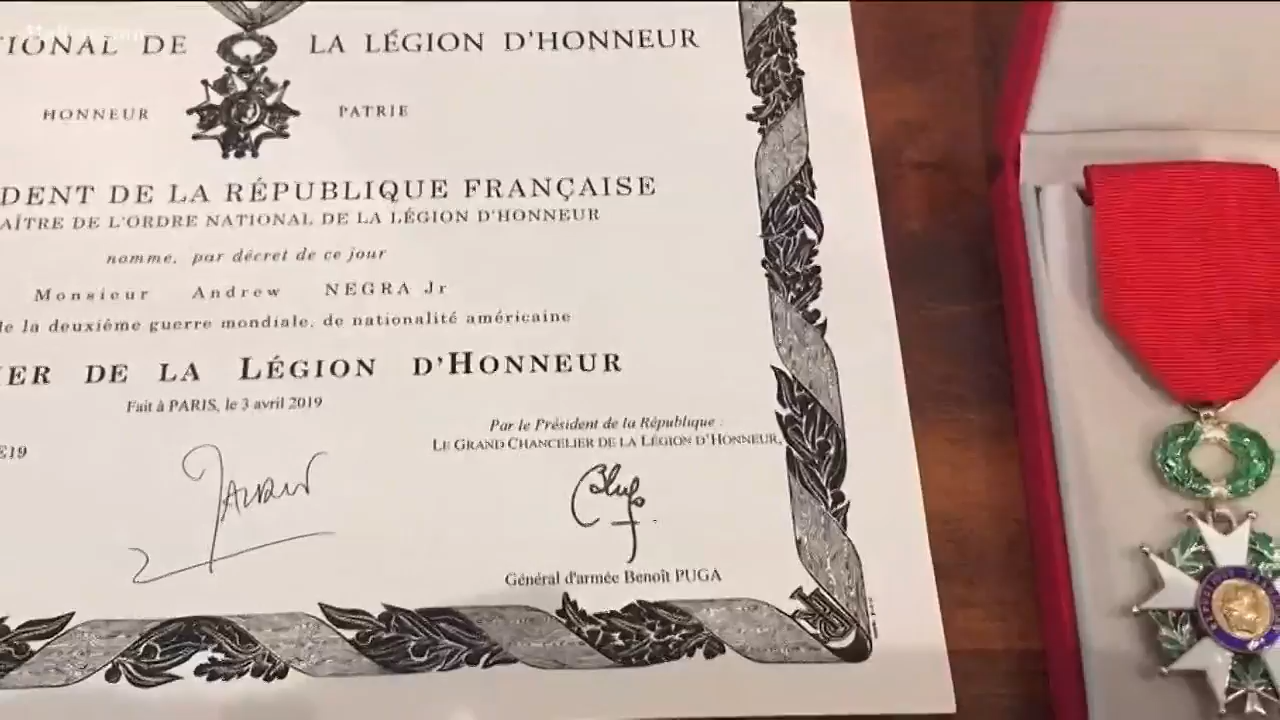 IONAL DE LA LÉGION D'HONNEUR
HONNEUR PATRIE
DENT DE LA RÉPUBLIQUE FRANÇAISE
AÎTRE DE L'ORDRE NATIONAL DE LA LÉGION D'HONNEUR
nomme, par décret de ce jour
Monsieur Andrew NEGRA Jr
de la deuxième guerre mondiale, de nationalité américaine
ER DE LA LÉGION D'HONNEUR
Fait à PARIS, le 3 avril 2019
Par le Président de la République :
E19
LE GRAND CHANCELIER DE LA LÉGION D'HONNEUR,
Général d'armée Benoît PUGA